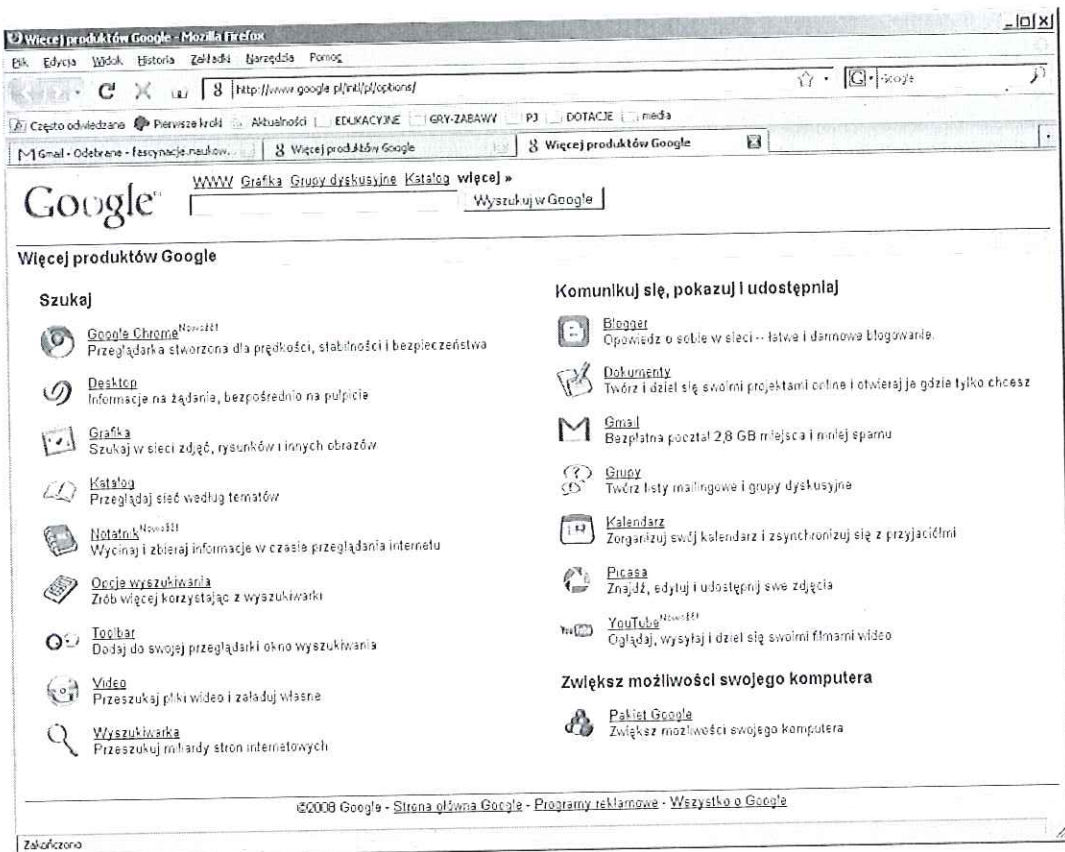 Więcej produktów Google - Mozilla Firefox
Plik Edycja Widok Historia Zakładki Narzędzia Pomoc
http://www.google.pl/intl/pl/options/
G Google
Często odwiedzane Pierwsze kroki Aktualności EDUKACYJNE GRY-ZABAWY PJ DOTACJE media
Gmail - Odebrane - fascynacje.naukow... Więcej produktów Google Więcej produktów Google
WWW Grafika Grupy dyskusyjne Katalog więcej »
Google
Wyszukuj w Google
Więcej produktów Google
Szukaj
Google Chrome Nowość!
Przeglądarka stworzona dla prędkości, stabilności i bezpieczeństwa
Desktop
Informacje na żądania, bezpośrednio na pulpicie
Grafika
Szukaj w sieci zdjęć, rysunków i innych obrazów
Katalog
Przeglądaj sieć według tematów
Notatnik Nowość!
Wycinaj i zbieraj informacje w czasie przeglądania internetu
Opcje wyszukiwania
Zrób więcej korzystając z wyszukiwarki
Toolbar
Dodaj do swojej przeglądarki okno wyszukiwania
Video
Przeszukaj pliki wideo i załaduj własne
Wyszukiwarka
Przeszukuj miliardy stron internetowych
Komunikuj się, pokazuj i udostępniaj
Blogger
Opowiedz o sobie w sieci -- łatwe i darmowe blogowanie.
Dokumenty
Twórz i dziel się swoimi projektami online i otwieraj je gdzie tylko chcesz
Gmail
Bezpłatna poczta! 2,8 GB miejsca i mniej spamu
Grupy
Twórz listy mailingowe i grupy dyskusyjne
Kalendarz
Zorganizuj swój kalendarz i zsynchronizuj się z przyjaciółmi
Picasa
Znajdź, edytuj i udostępnij swe zdjęcia
YouTube Nowość!
Oglądaj, wysyłaj i dziel się swoimi filmami wideo
Zwiększ możliwości swojego komputera
Pakiet Google
Zwiększ możliwości swojego komputera
©2008 Google - Strona główna Google - Programy reklamowe - Wszystko o Google
Zakończono